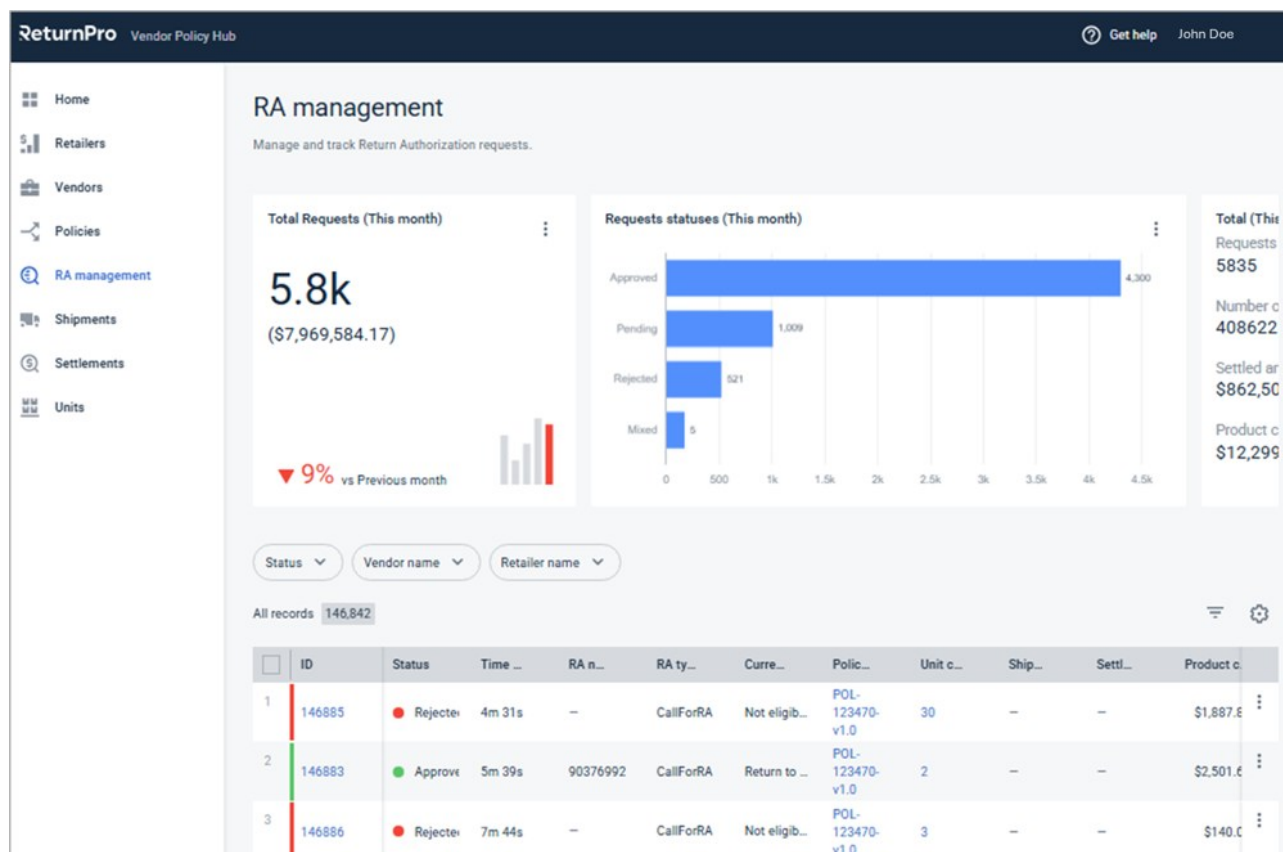 ReturnPro Vendor Policy Hub
Get help John Doe
Home
Retailers
Vendors
Policies
RA management
Shipments
Settlements
Units
RA management
Manage and track Return Authorization requests.
Total Requests (This month)
5.8k
($7,969,584.17)
9% vs Previous month
Requests statuses (This month)
Approved 4,300
Pending 1,009
Rejected 521
Mixed 5
0 500 1k 1.5k 2k 2.5k 3k 3.5k 4k 4.5k
Total (This
Requests
5835
Number o
408622
Settled ar
$862,50
Product c
$12,299
Status Vendor name Retailer name
All records 146,842
ID Status Time ... RA n... RA ty... Curre... Polic... Unit c... Ship... Settl... Product c
1 146885 Rejecte 4m 31s – CallForRA Not eligib... POL-123470-v1.0 30 – – $1,887.8
2 146883 Approve 5m 39s 90376992 CallForRA Return to ... POL-123470-v1.0 2 – – $2,501.6
3 146886 Rejecte 7m 44s – CallForRA Not eligib... POL-123470-v1.0 3 – – $140.0